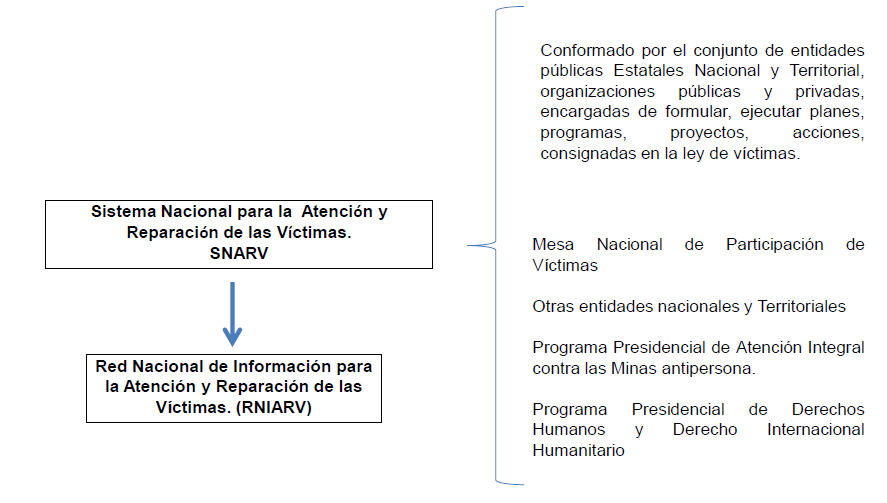 Sistema Nacional para la Atención y
Reparación de las Víctimas.
SNARV
Red Nacional de Información para
la Atención y Reparación de las
Víctimas. (RNIARV)
Conformado por el conjunto de entidades
públicas Estatales Nacional y Territorial,
organizaciones públicas y privadas,
encargadas de formular, ejecutar planes,
programas, proyectos, acciones,
consignadas en la ley de víctimas.
Mesa Nacional de Participación de
Víctimas
Otras entidades nacionales y Territoriales
Programa Presidencial de Atención Integral
contra las Minas antipersona.
Programa Presidencial de Derechos
Humanos y Derecho Internacional
Humanitario